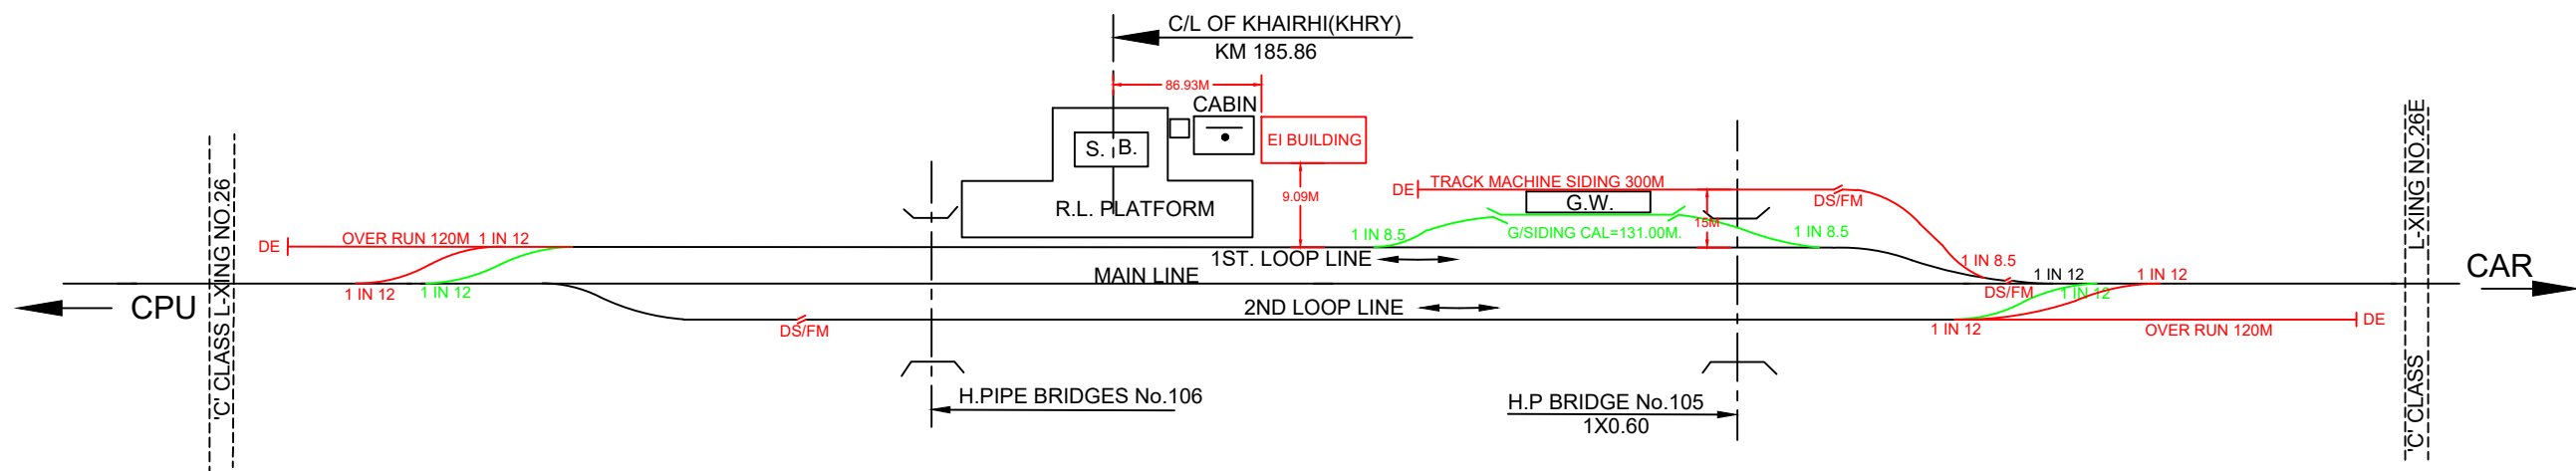 C/L OF KHAIRHI(KHRY)
KM 185.86
86.93M
CABIN
EI BUILDING
S. B.
R.L. PLATFORM
9.09M
DE
TRACK MACHINE SIDING 300M
G.W.
DS/FM
15M
1 IN 8.5
G/SIDING CAL=131.00M.
1 IN 8.5
'C' CLASS L-XING NO.26
L-XING NO.26E
'C' CLASS
DE
OVER RUN 120M
1 IN 12
1ST. LOOP LINE
1 IN 8.5
1 IN 12
1 IN 12
CAR
MAIN LINE
1 IN 12
1 IN 12
DS/FM
1 IN 12
CPU
2ND LOOP LINE
DS/FM
1 IN 12
OVER RUN 120M
DE
H.PIPE BRIDGES No.106
H.P BRIDGE No.105
1X0.60